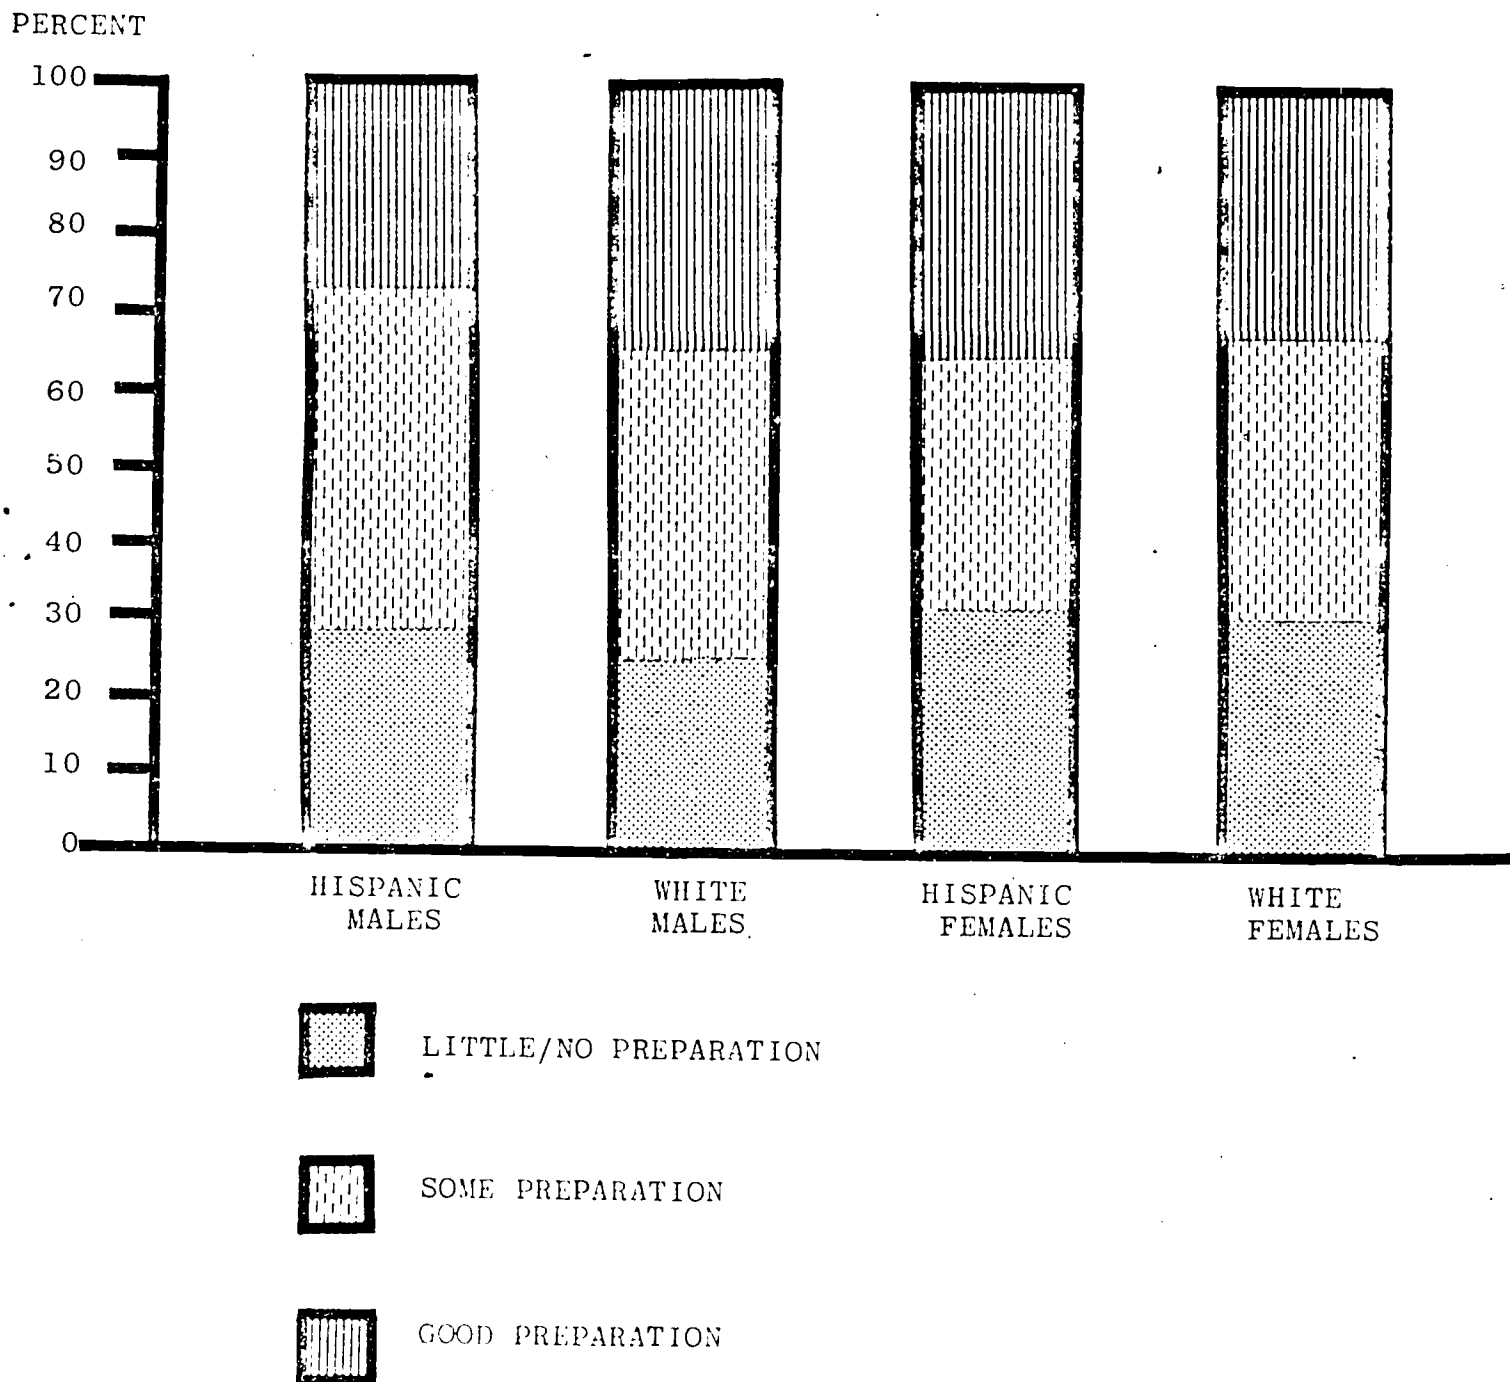 PERCENT
100
90
80
70
60
50
40
30
20
10
0
HISPANIC MALES
WHITE MALES
HISPANIC FEMALES
WHITE FEMALES
LITTLE/NO PREPARATION
SOME PREPARATION
GOOD PREPARATION